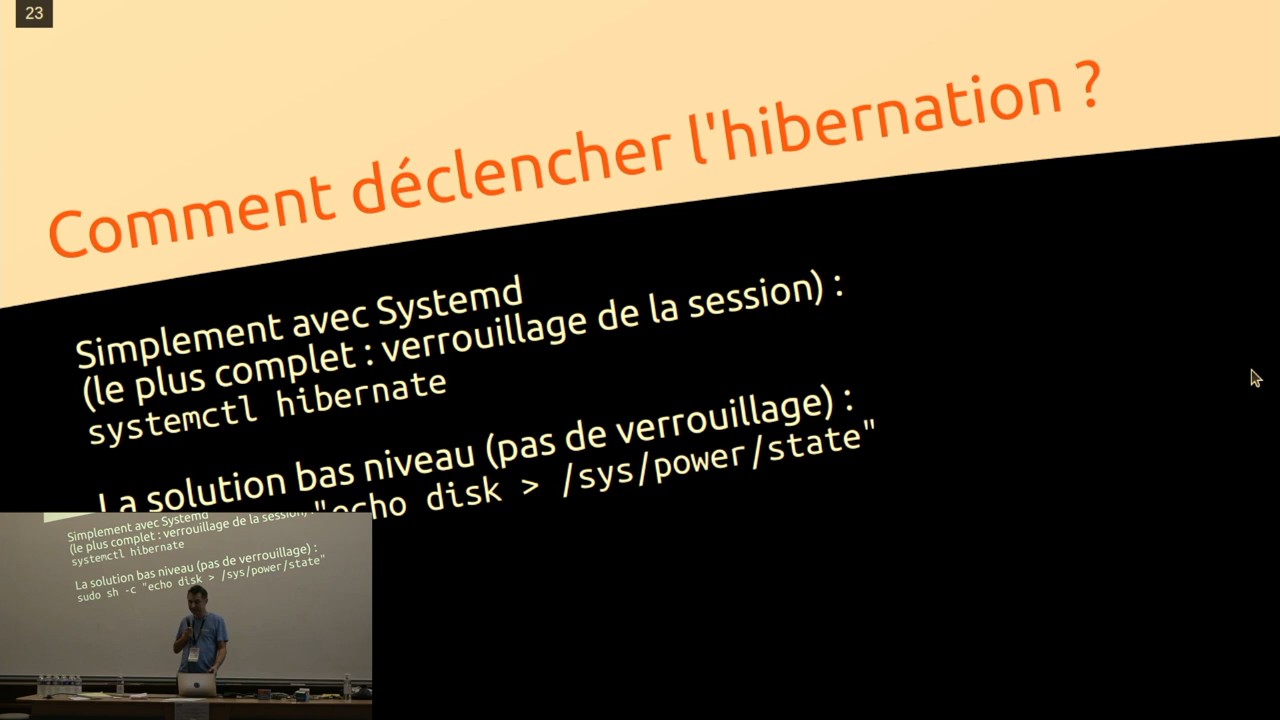 23
Comment déclencher l'hibernation ?
Simplement avec Systemd
(le plus complet : verrouillage de la session) :
systemctl hibernate
La solution bas niveau (pas de verrouillage) :
"echo disk > /sys/power/state"
Simplement avec Systemd
(le plus complet : verrouillage de la session) :
systemctl hibernate
La solution bas niveau (pas de verrouillage) :
sudo sh -c "echo disk > /sys/power/state"